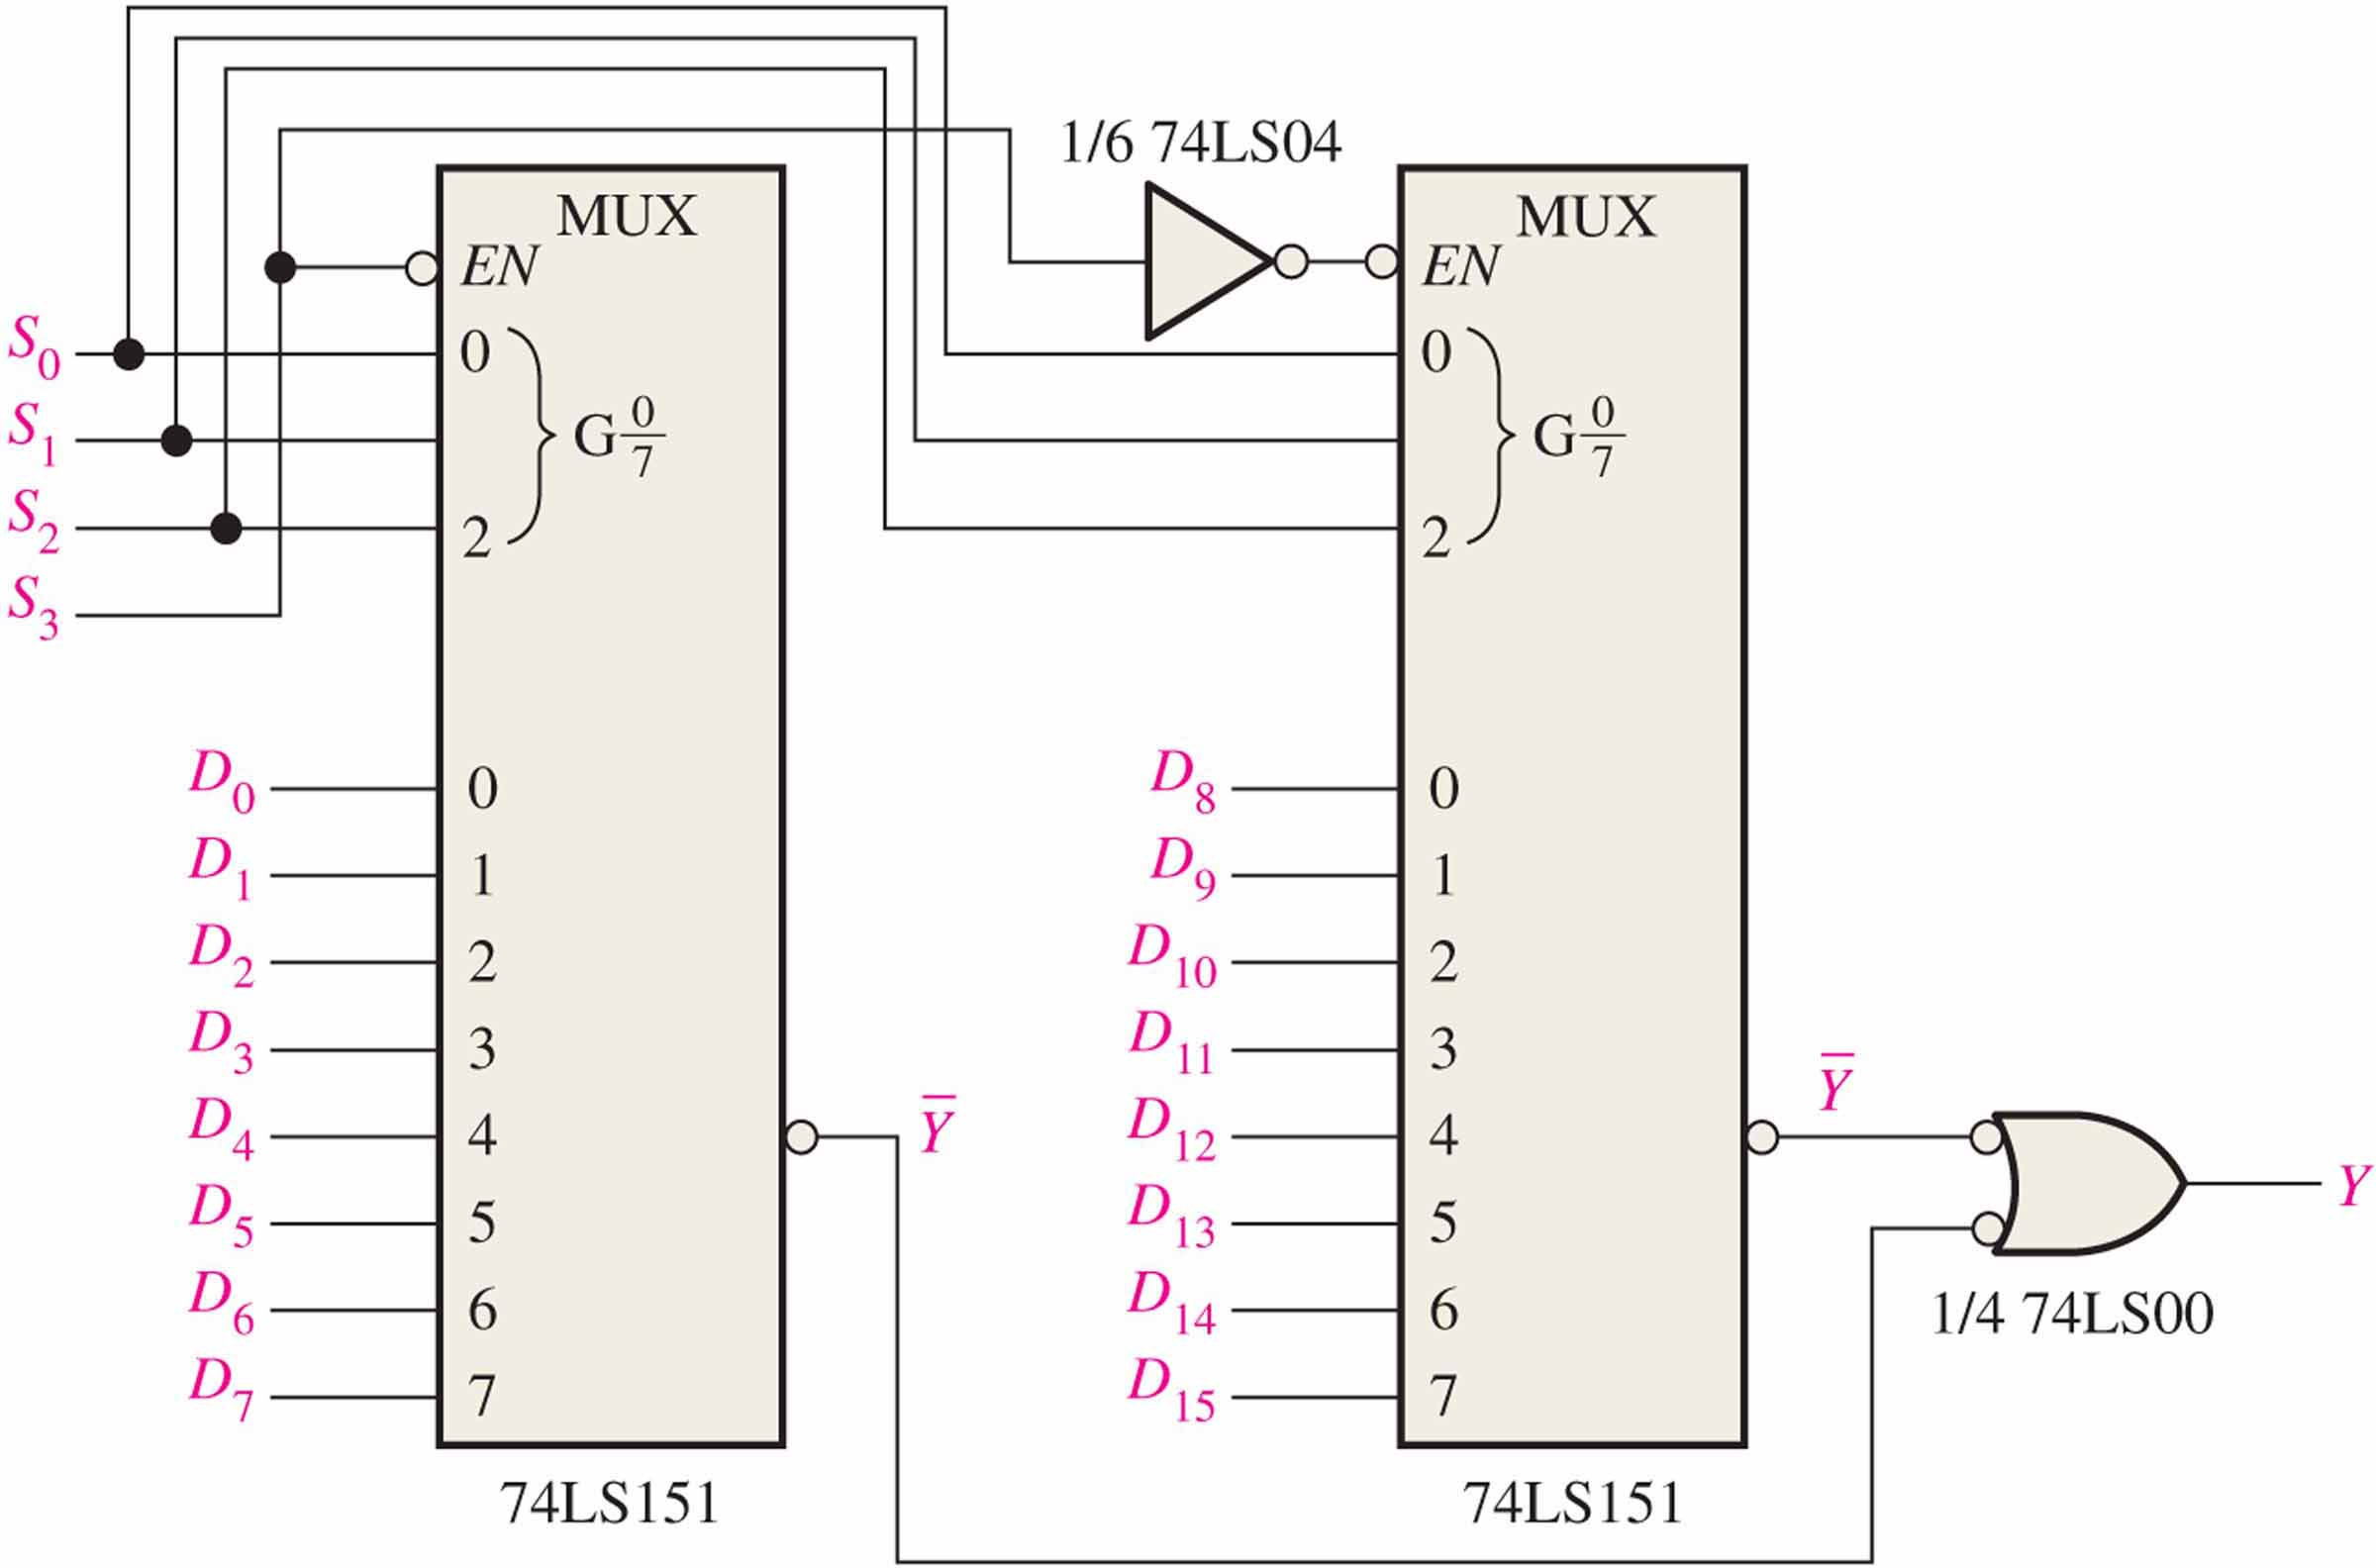 1/6 74LS04
MUX
EN
S0
0
S1
G 0/7
S2
2
S3
D0 0
D1 1
D2 2
D3 3
D4 4
D5 5
D6 6
D7 7
Y̅
74LS151
MUX
EN
0
G 0/7
2
D8 0
D9 1
D10 2
D11 3
D12 4
D13 5
D14 6
D15 7
Y̅
74LS151
Y
1/4 74LS00